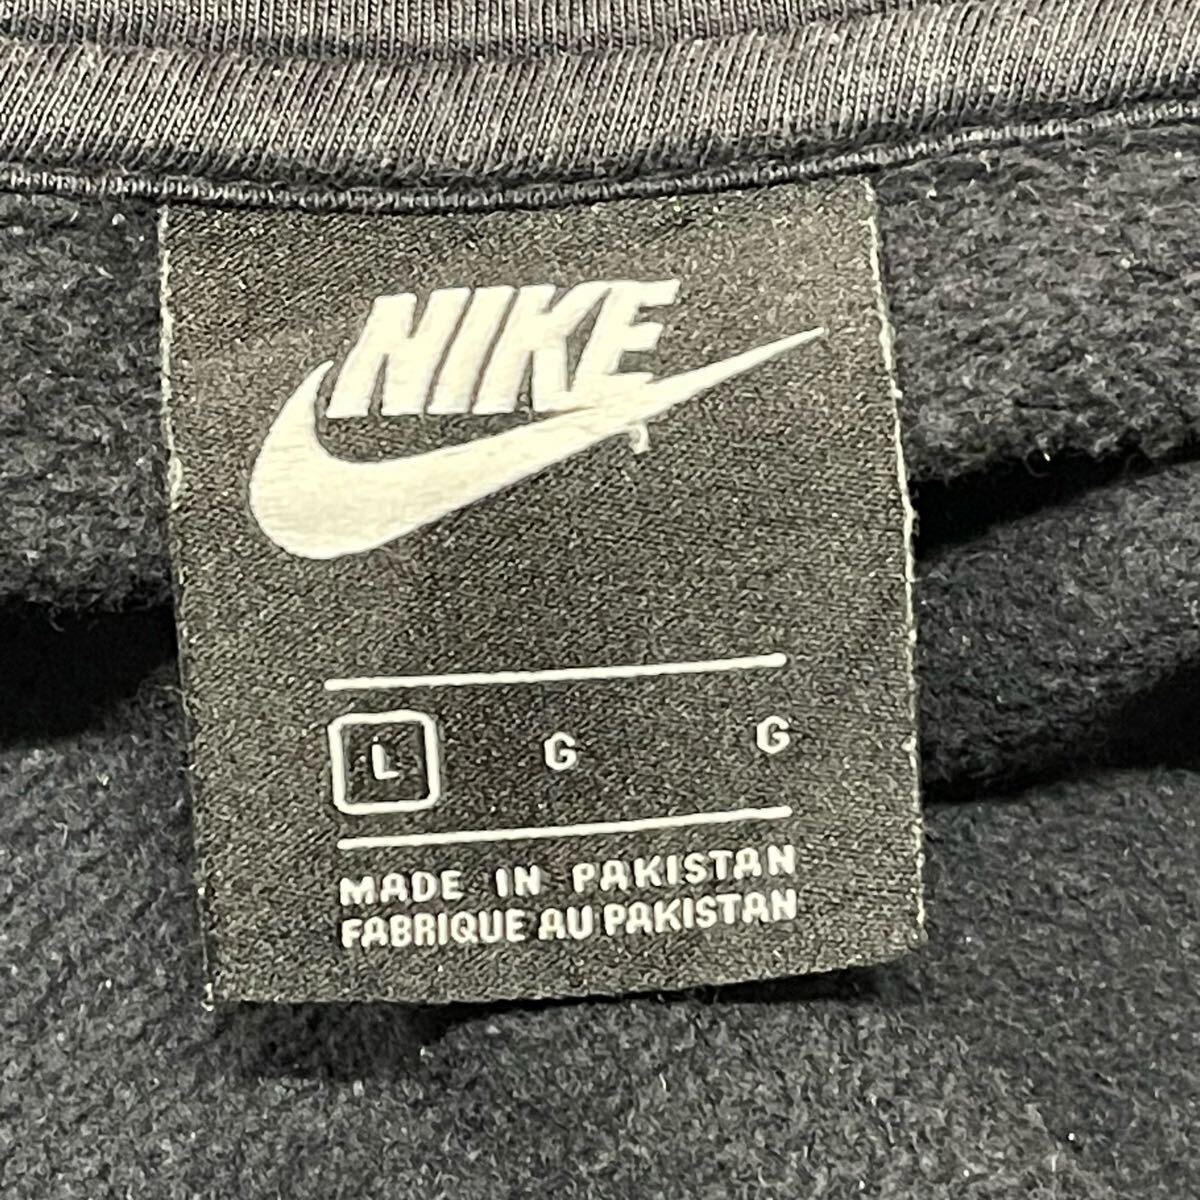 NIKE
L G G
MADE IN PAKISTAN
FABRIQUE AU PAKISTAN